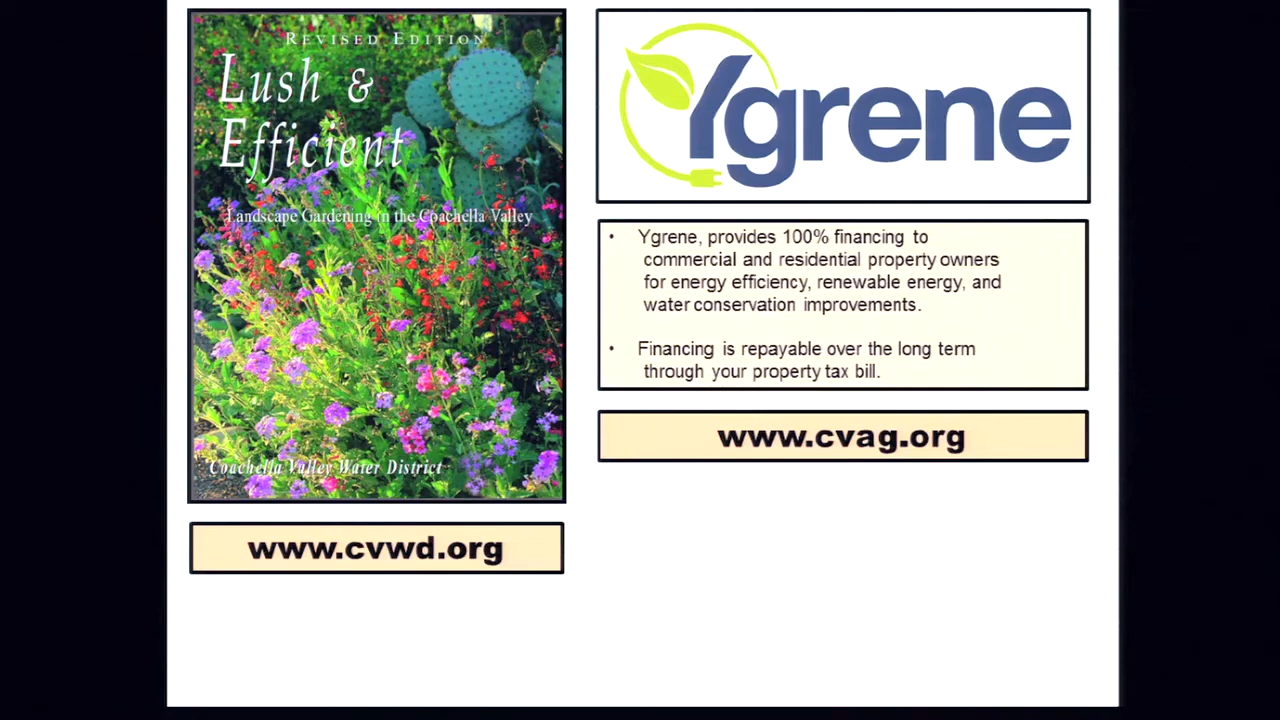 REVISED EDITION
Lush &
Efficient
Landscape Gardening in the Coachella Valley
Coachella Valley Water District
www.cvwd.org
Ygrene
• Ygrene, provides 100% financing to
commercial and residential property owners
for energy efficiency, renewable energy, and
water conservation improvements.
• Financing is repayable over the long term
through your property tax bill.
www.cvag.org